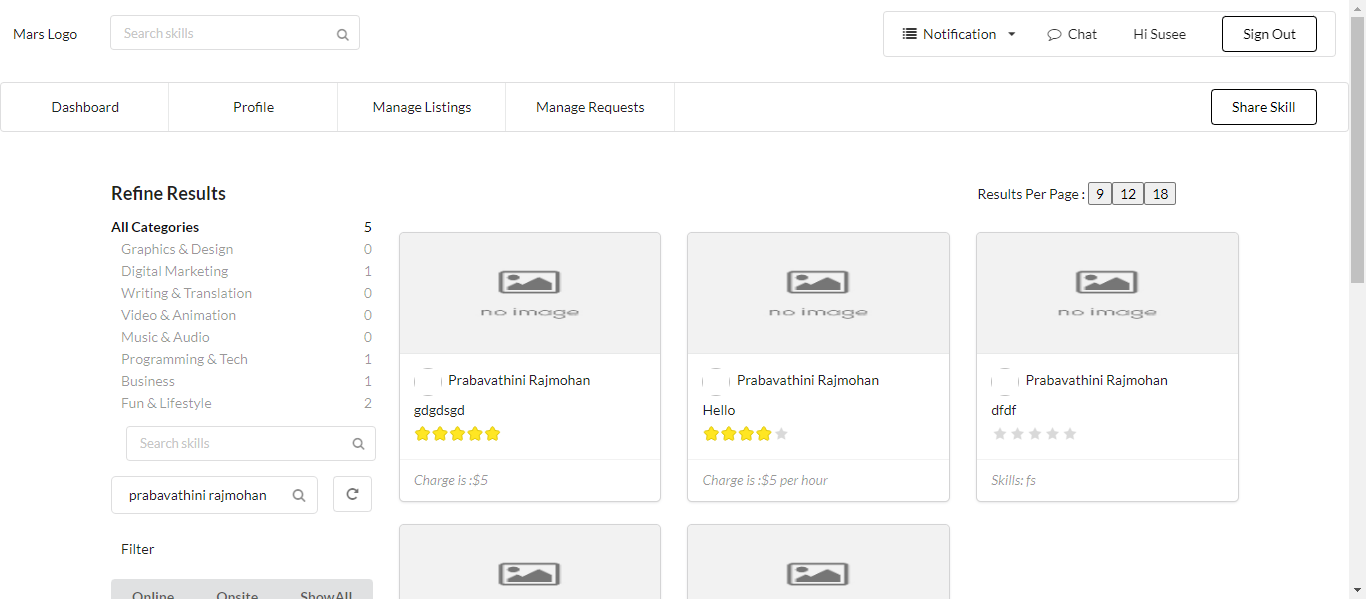 Mars Logo
Search skills
Notification
Chat
Hi Susee
Sign Out
Dashboard
Profile
Manage Listings
Manage Requests
Share Skill
Refine Results
Results Per Page : 9 12 18
All Categories 5
Graphics & Design 0
Digital Marketing 1
Writing & Translation 0
Video & Animation 0
Music & Audio 0
Programming & Tech 1
Business 1
Fun & Lifestyle 2
Search skills
prabavathini rajmohan
Filter
Online Onsite ShowAll
no image
Prabavathini Rajmohan
gdgdsgd
Charge is :$5
no image
Prabavathini Rajmohan
Hello
Charge is :$5 per hour
no image
Prabavathini Rajmohan
dfdf
Skills: fs